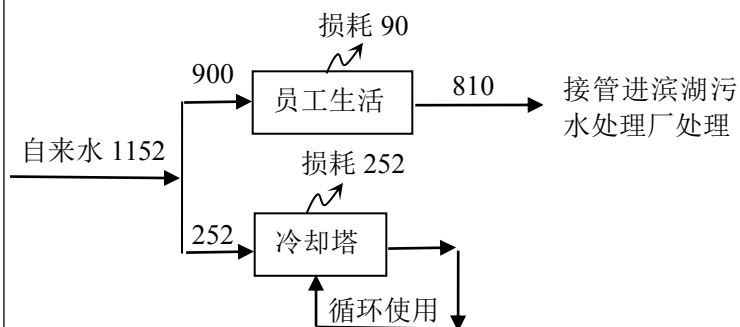 损耗 90
900
员工生活
810
接管进滨湖污
水处理厂处理
自来水 1152
损耗 252
252
冷却塔
循环使用